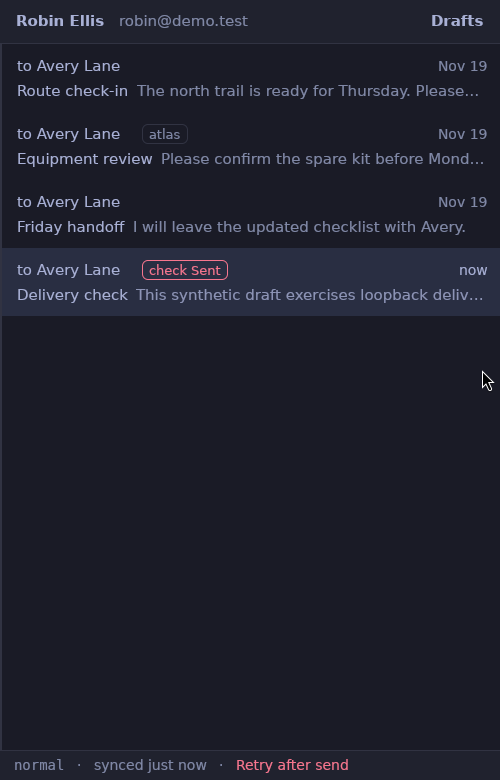 Robin Ellis robin@demo.test Drafts
to Avery Lane Nov 19
Route check-in The north trail is ready for Thursday. Please…
to Avery Lane atlas Nov 19
Equipment review Please confirm the spare kit before Mond…
to Avery Lane Nov 19
Friday handoff I will leave the updated checklist with Avery.
to Avery Lane check Sent now
Delivery check This synthetic draft exercises loopback deliv…
normal · synced just now · Retry after send